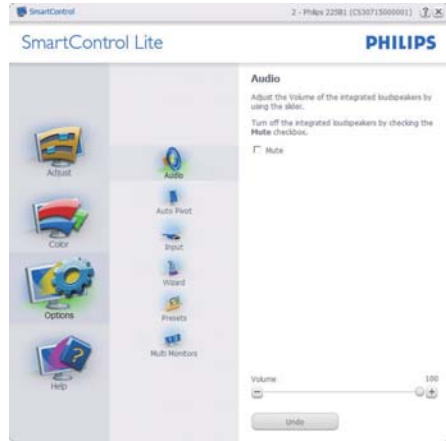 SmartControl
2 - Philips 225B1 (CS30715000001)
SmartControl Lite
PHILIPS
Adjust
Color
Options
Help
Audio
Auto Pivot
Input
Wizard
Presets
Multi Monitors
Audio
Adjust the Volume of the integrated loudspeakers by
using the slider.
Turn off the integrated loudspeakers by checking the
Mute checkbox.
Mute
Volume 100
Undo